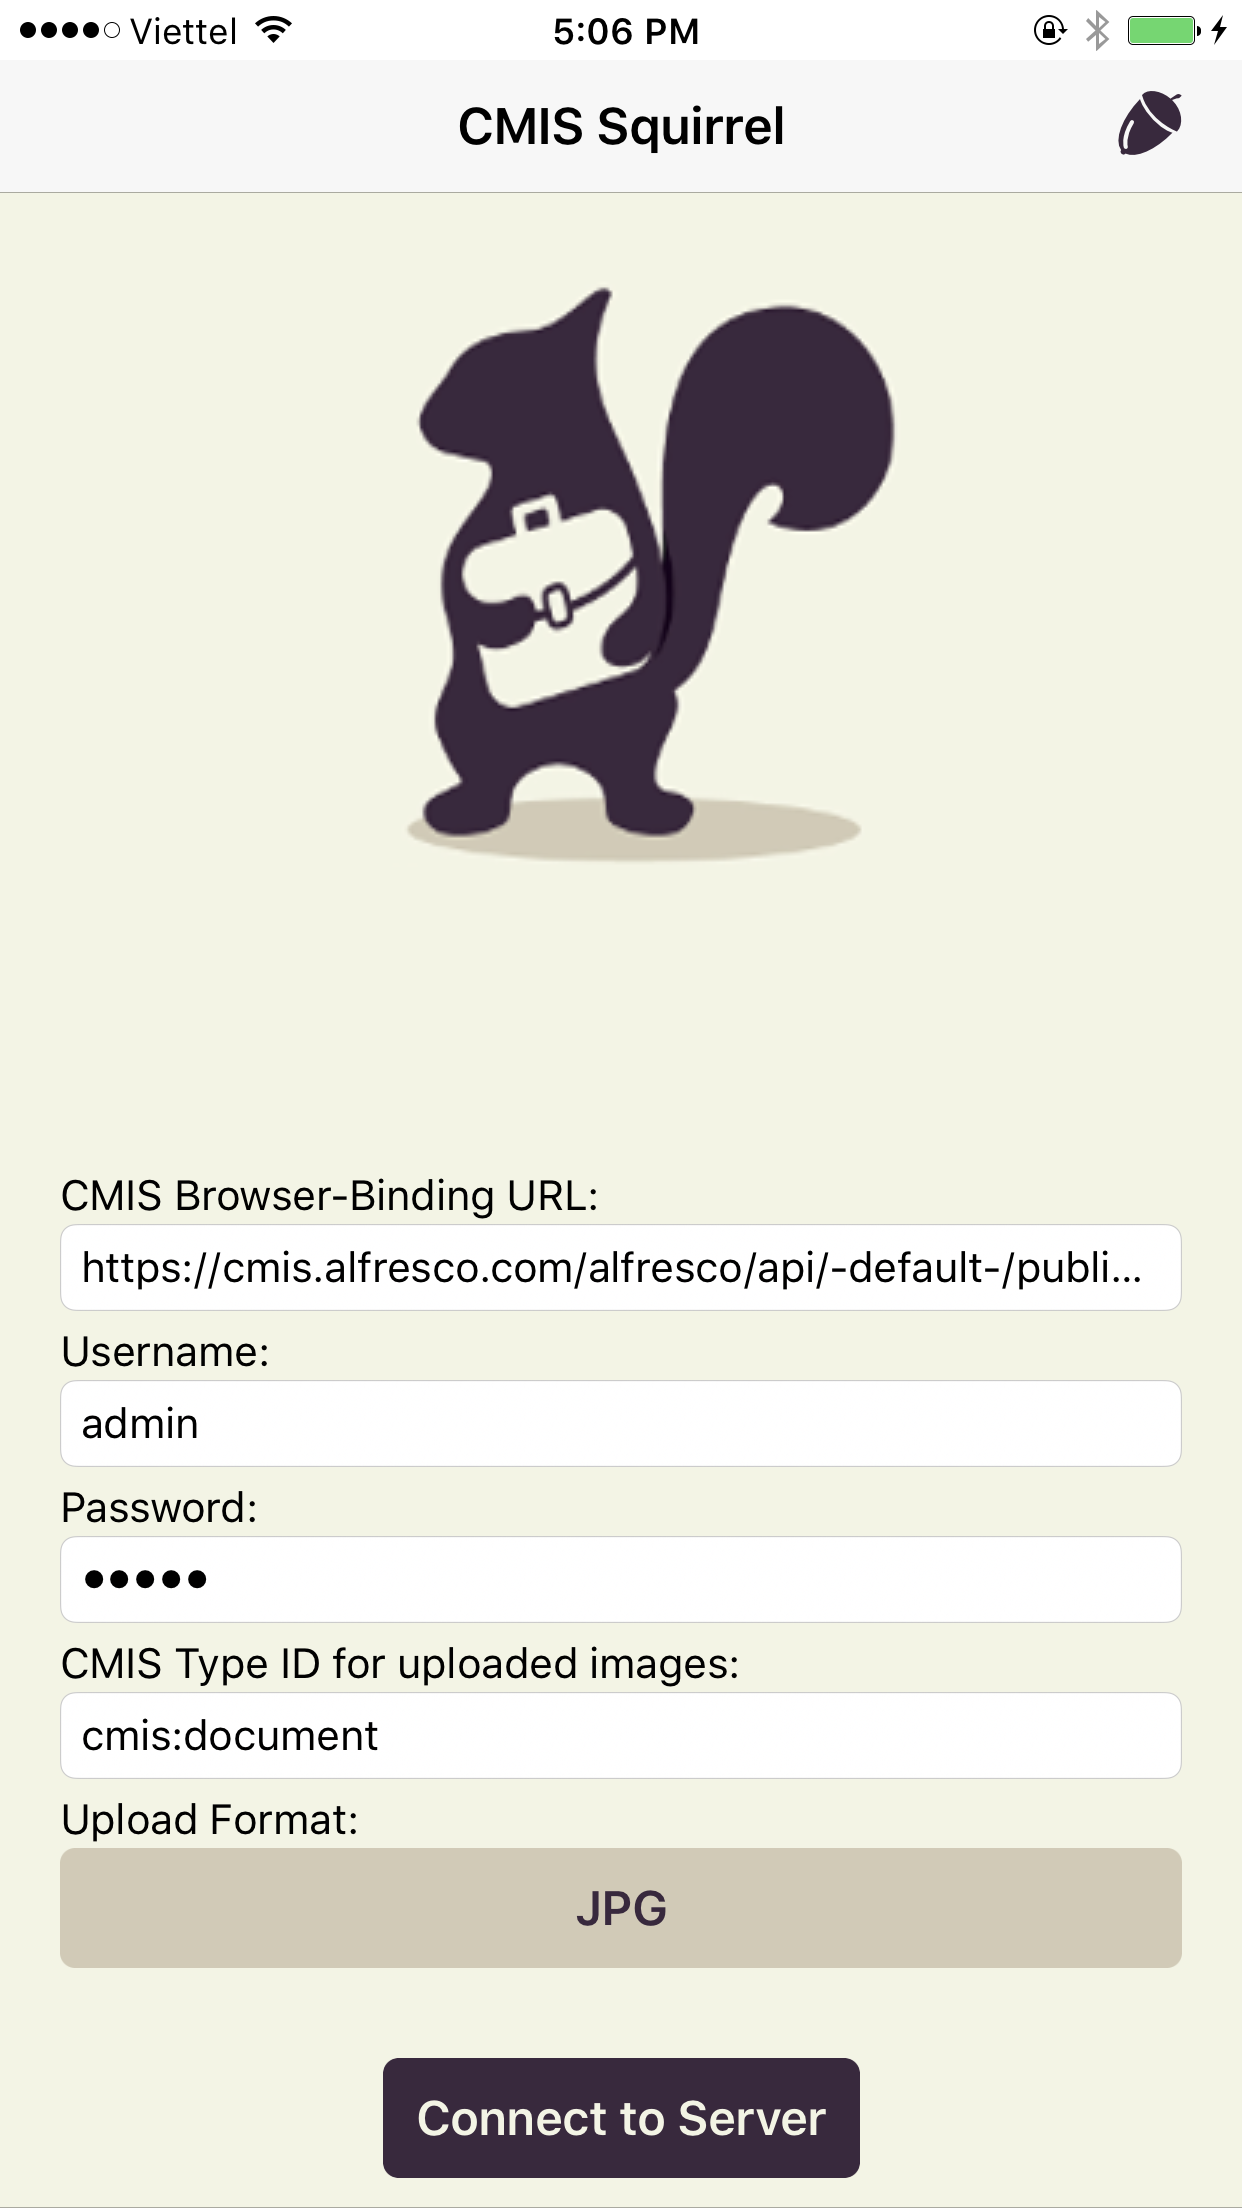 Viettel 5:06 PM
CMIS Squirrel
CMIS Browser-Binding URL:
https://cmis.alfresco.com/alfresco/api/-default-/publi...
Username:
admin
Password:
•••••
CMIS Type ID for uploaded images:
cmis:document
Upload Format:
JPG
Connect to Server